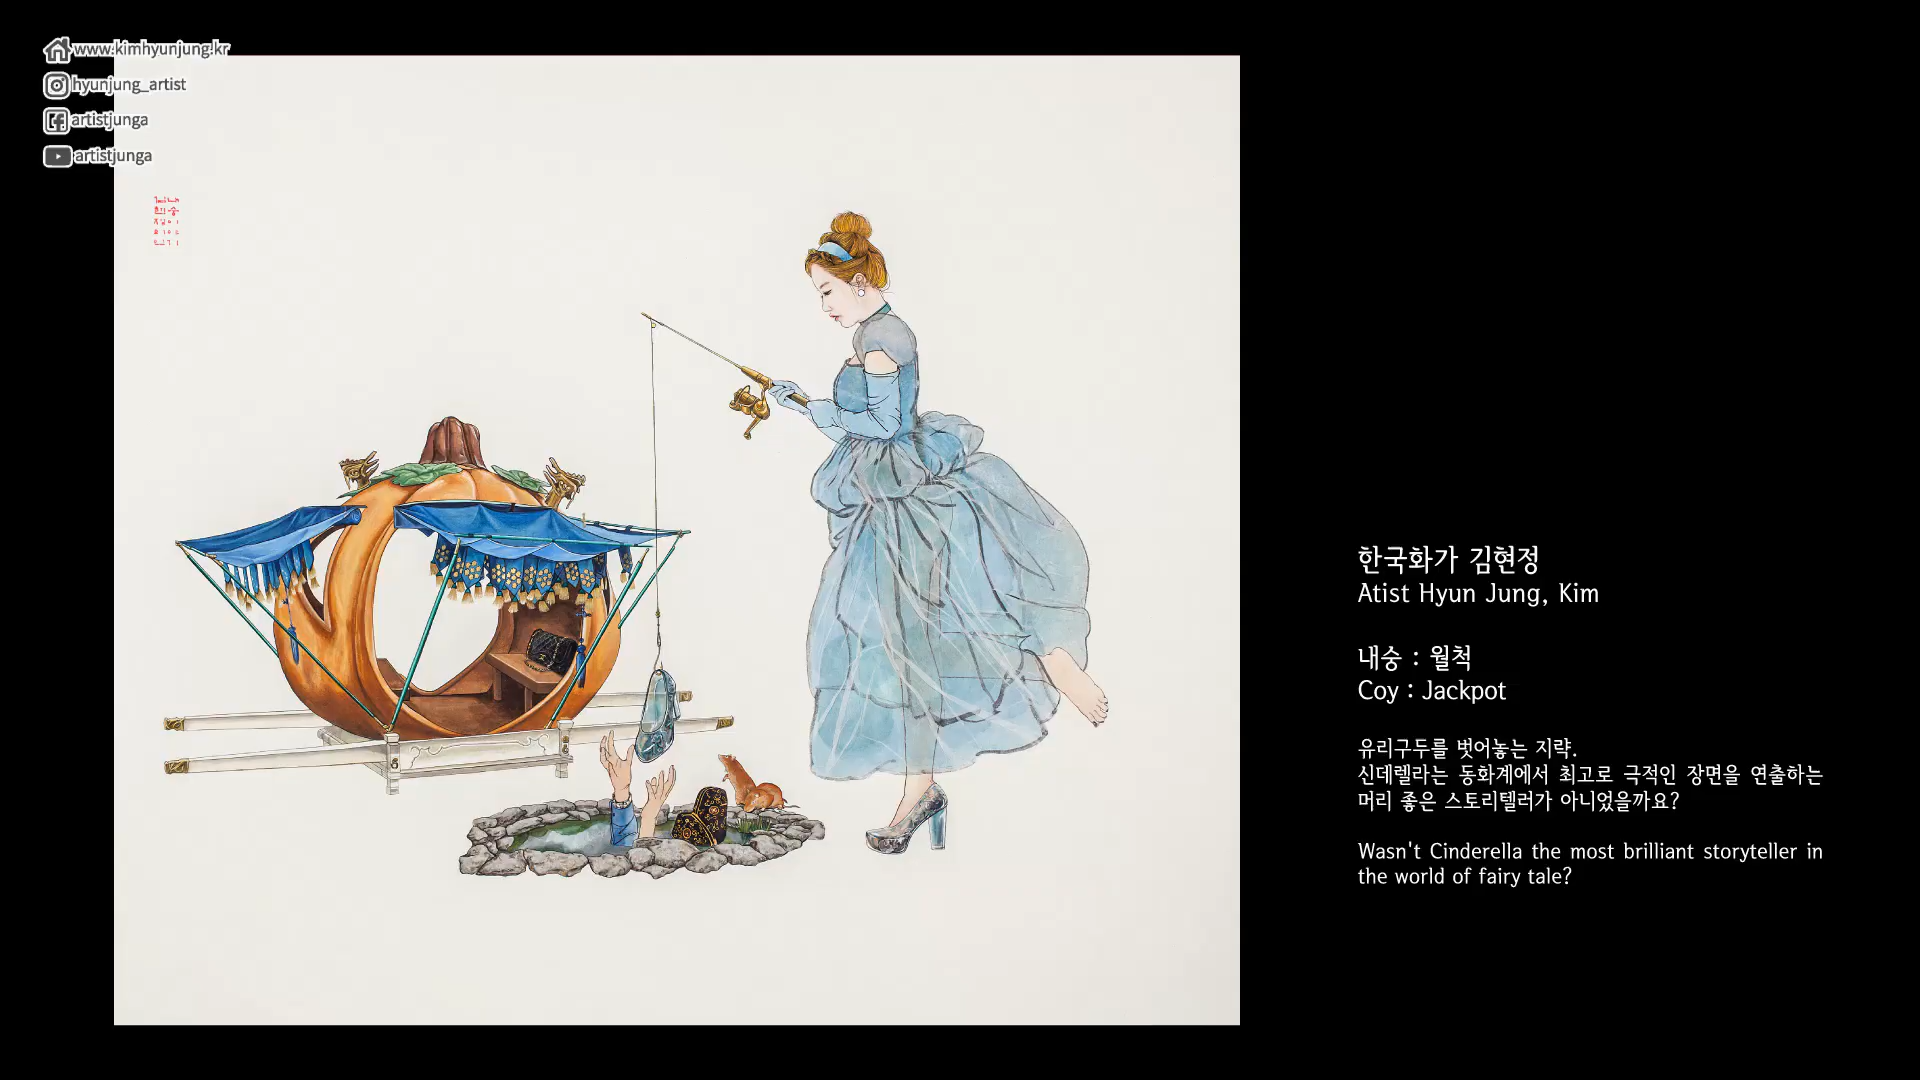 www.kimhyunjung.kr
hyunjung_artist
artistjunga
artistjunga
한국화가 김현정
Atist Hyun Jung, Kim
내숭 : 월척
Coy : Jackpot
유리구두를 벗어놓는 지략.
신데렐라는 동화계에서 최고로 극적인 장면을 연출하는
머리 좋은 스토리텔러가 아니었을까요?
Wasn't Cinderella the most brilliant storyteller in
the world of fairy tale?